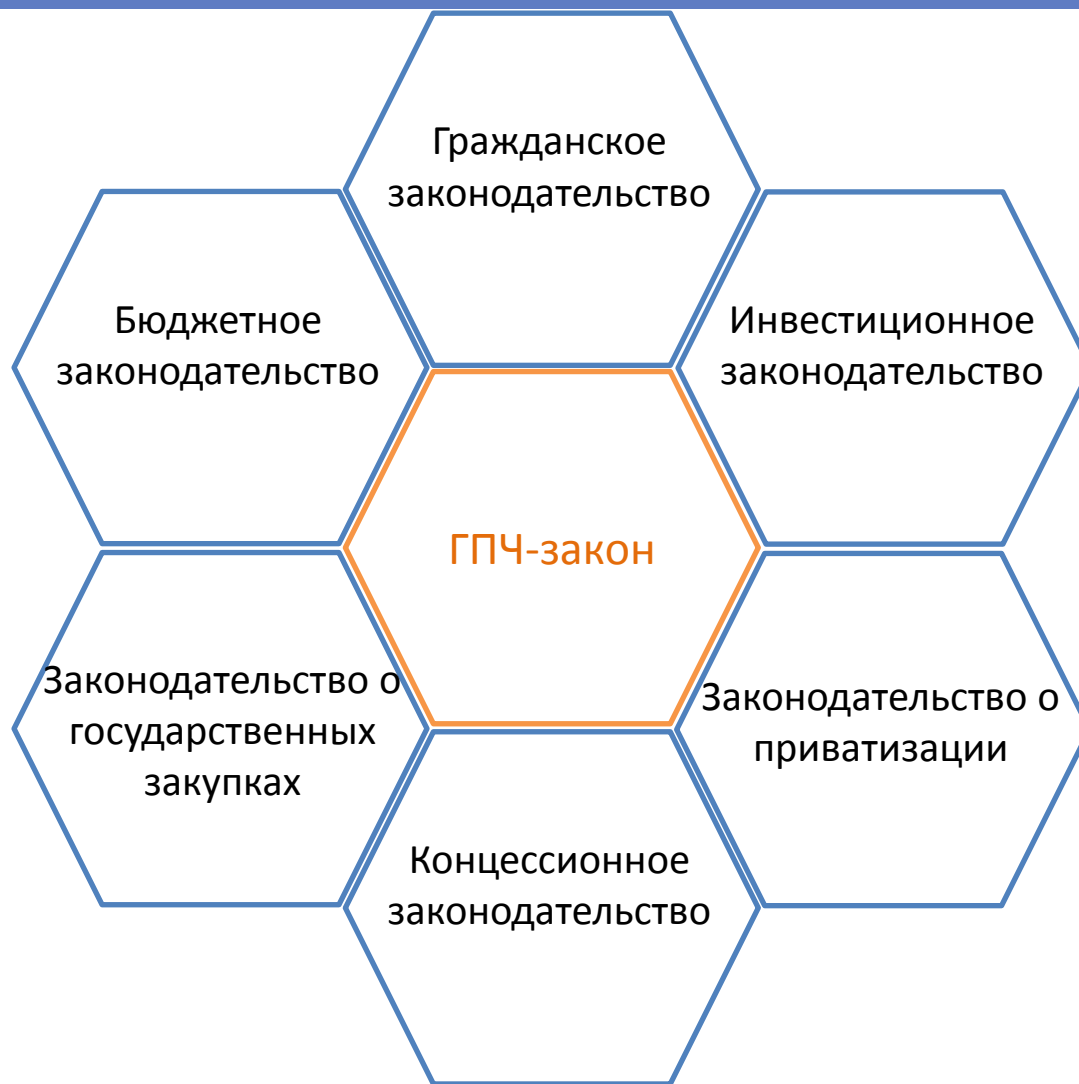 Гражданское
законодательство
Бюджетное
законодательство
Инвестиционное
законодательство
ГПЧ-закон
Законодательство о
государственных
закупках
Законодательство о
приватизации
Концессионное
законодательство